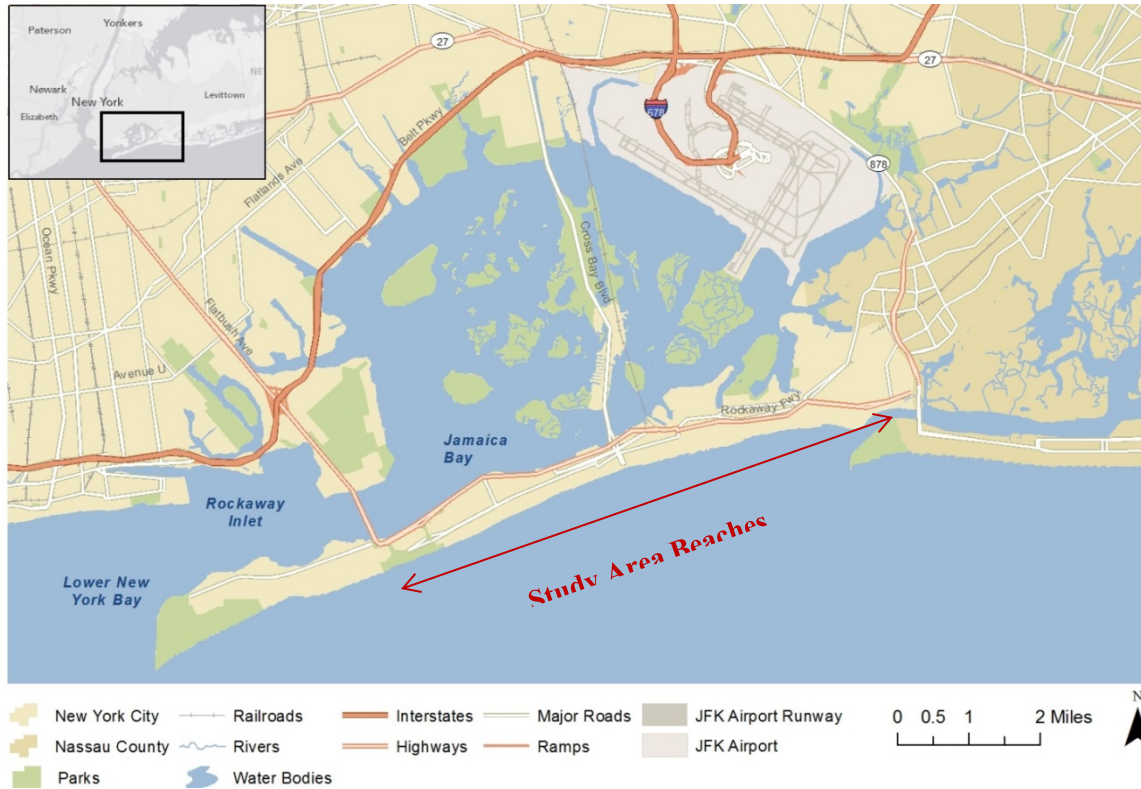 Paterson
Yonkers
Newark
New York
Elizabeth
Levittown
NE
27
27
678
878
Belt Pkwy
Flatlands Ave
Ocean Pkwy
Flatbush Ave
Avenue U
Cross Bay Blvd
Rockaway Fwy
Jamaica
Bay
Rockaway
Inlet
Lower New
York Bay
Study Area Beaches
New York City
Railroads
Interstates
Major Roads
JFK Airport Runway
0 0.5 1 2 Miles
N
Nassau County
Rivers
Highways
Ramps
JFK Airport
Parks
Water Bodies